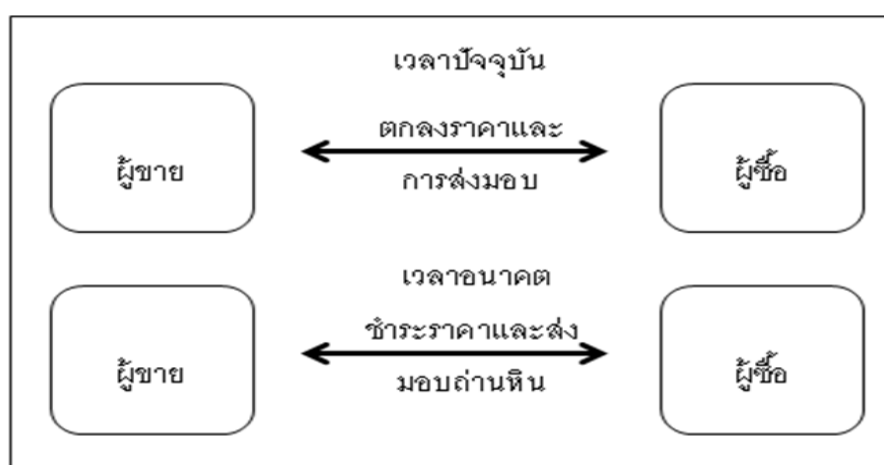 เวลาปัจจุบัน
ผู้ขาย
ตกลงราคาและ
การส่งมอบ
ผู้ซื้อ
เวลาอนาคต
ผู้ขาย
ชำระราคาและส่ง
มอบถ่านหิน
ผู้ซื้อ